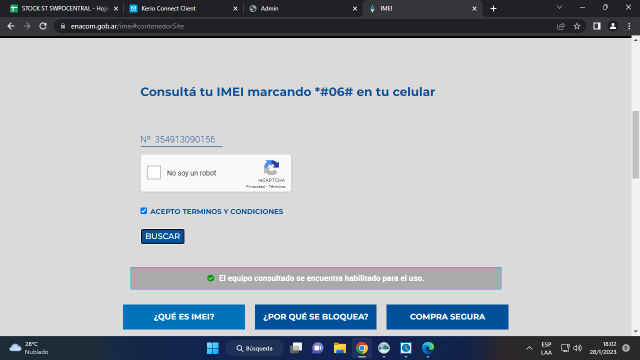 STOCK ST SWPOCENTRAL - Hoja
Kerio Connect Client
Admin
IMEI
enacom.gob.ar/imei#contenedorSite
Consultá tu IMEI marcando *#06# en tu celular
Nº 354913090156
No soy un robot
reCAPTCHA
Privacidad - Términos
ACEPTO TERMINOS Y CONDICIONES
BUSCAR
El equipo consultado se encuentra habilitado para el uso.
¿QUÉ ES IMEI?
¿POR QUÉ SE BLOQUEA?
COMPRA SEGURA
28°C
Nublado
Búsqueda
ESP
LAA
18:02
28/1/2023